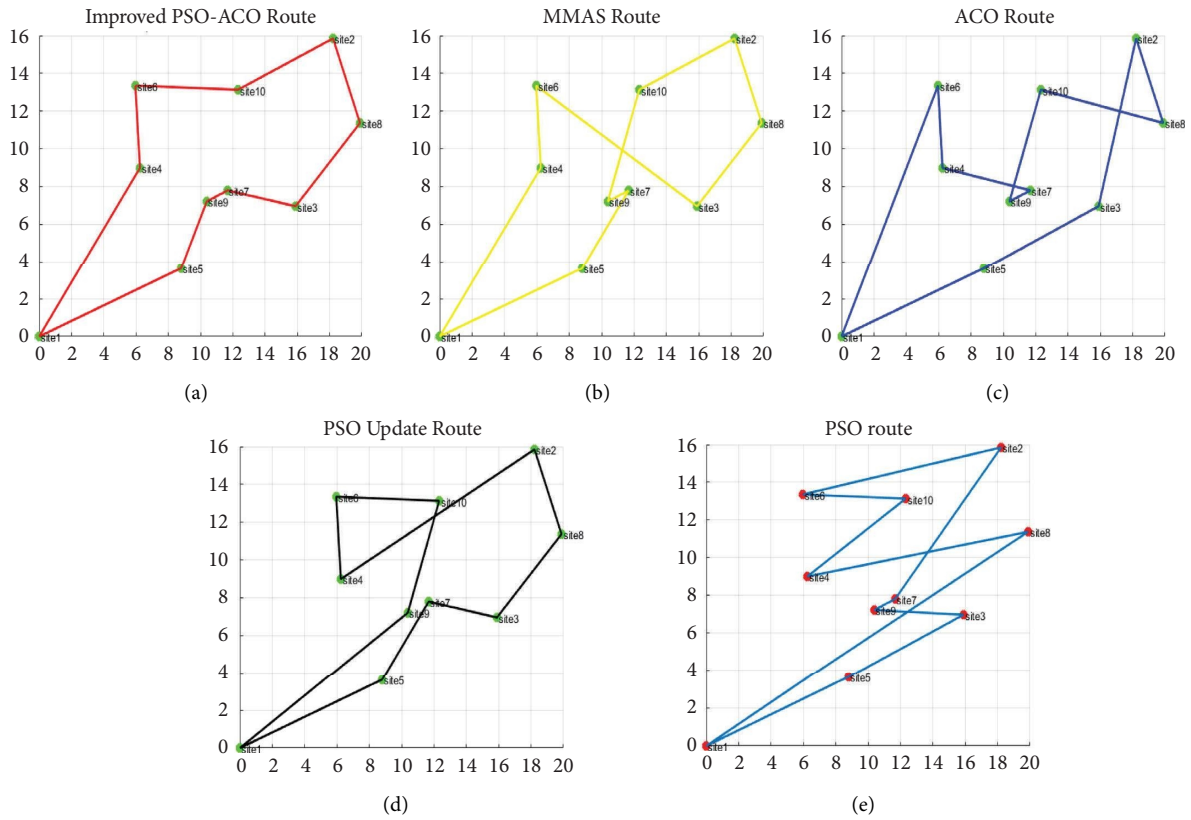 Improved PSO-ACO Route
16
14
12
10
8
6
4
2
0
site2
site6
site10
site8
site4
site7
site9
site3
site5
site1
0 2 4 6 8 10 12 14 16 18 20
(a)
MMAS Route
16
14
12
10
8
6
4
2
0
site2
site6
site10
site8
site4
site7
site9
site3
site5
site1
0 2 4 6 8 10 12 14 16 18 20
(b)
ACO Route
16
14
12
10
8
6
4
2
0
site2
site6
site10
site8
site4
site7
site9
site3
site5
site1
0 2 4 6 8 10 12 14 16 18 20
(c)
PSO Update Route
16
14
12
10
8
6
4
2
0
site2
site6
site10
site8
site4
site7
site9
site3
site5
site1
0 2 4 6 8 10 12 14 16 18 20
(d)
PSO route
16
14
12
10
8
6
4
2
0
site2
site6
site10
site8
site4
site7
site9
site3
site5
site1
0 2 4 6 8 10 12 14 16 18 20
(e)